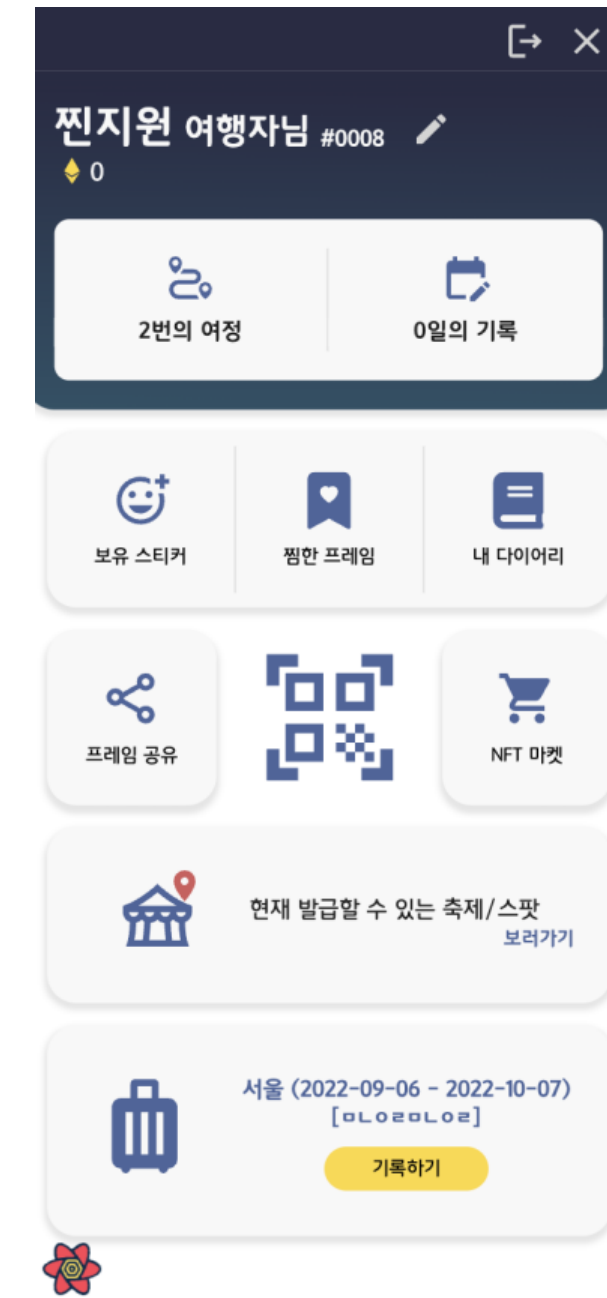 찐지원 여행자님 #0008
0
2번의 여정
0일의 기록
보유 스티커
찜한 프레임
내 다이어리
프레임 공유
NFT 마켓
현재 발급할 수 있는 축제/스팟
보러가기
서울 (2022-09-06 - 2022-10-07)
[ㅁㄴㅇㄹㅁㄴㅇㄹ]
기록하기